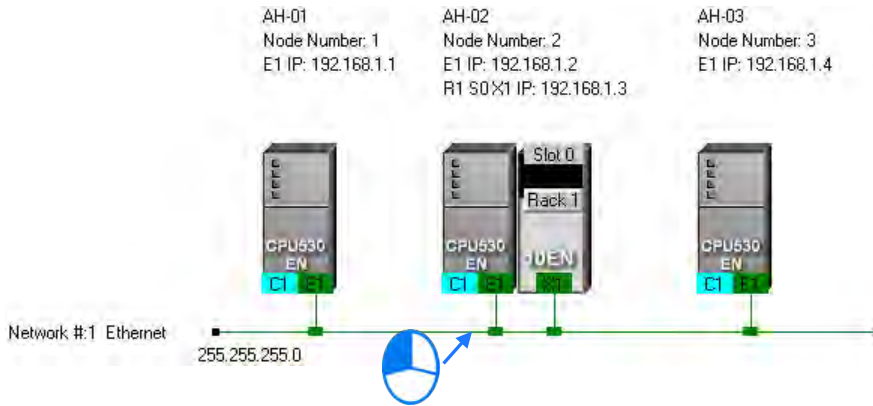 AH-01
Node Number: 1
E1 IP: 192.168.1.1
AH-02
Node Number: 2
E1 IP: 192.168.1.2
R1 S0 X1 IP: 192.168.1.3
AH-03
Node Number: 3
E1 IP: 192.168.1.4
CPU530
EN
C1 E1
CPU530
EN
C1 E1
Slot 0
Rack 1
10EN
X1
CPU530
EN
C1 E1
Network #:1 Ethernet
255.255.255.0